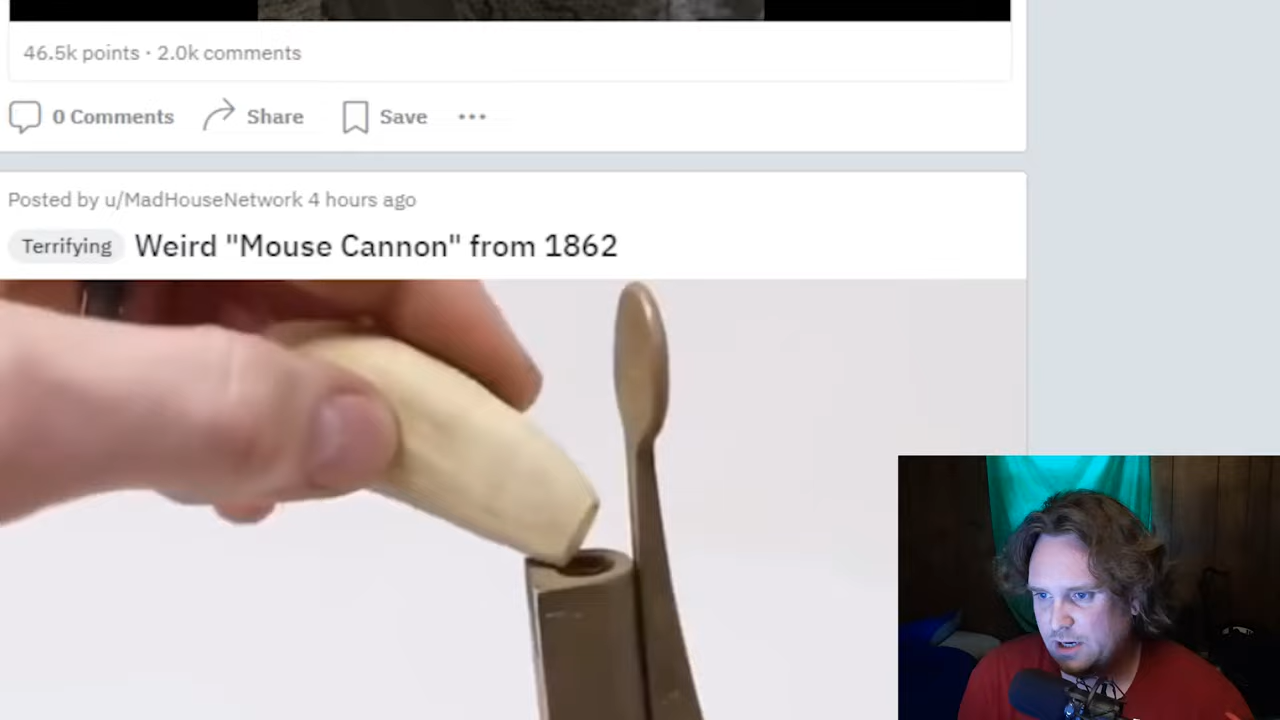 46.5k points · 2.0k comments
0 Comments Share Save
Posted by u/MadHouseNetwork 4 hours ago
Terrifying Weird "Mouse Cannon" from 1862